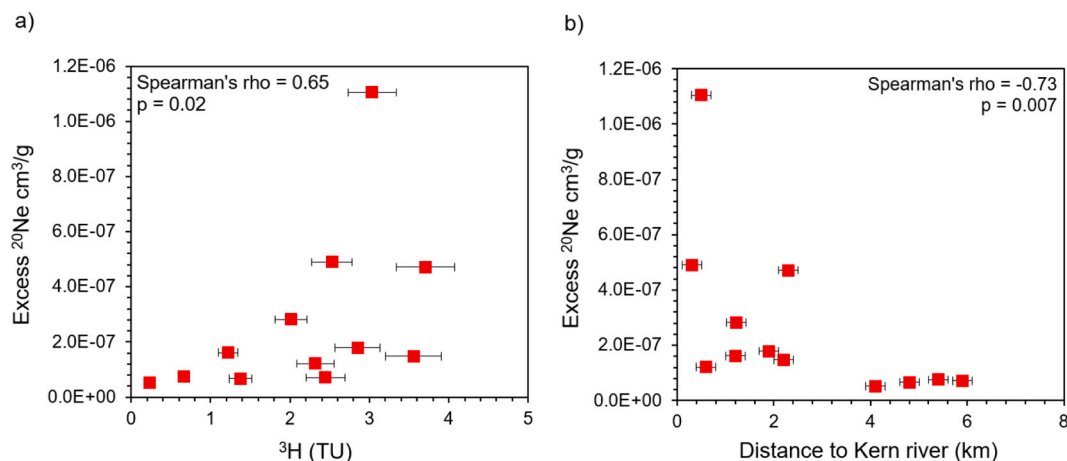 a)
Spearman's rho = 0.65
p = 0.02
Excess ²⁰Ne cm³/g
1.2E-06
1.0E-06
8.0E-07
6.0E-07
4.0E-07
2.0E-07
0.0E+00
0 1 2 3 4 5
³H (TU)
b)
Spearman's rho = -0.73
p = 0.007
Excess ²⁰Ne cm³/g
1.2E-06
1.0E-06
8.0E-07
6.0E-07
4.0E-07
2.0E-07
0.0E+00
0 2 4 6 8
Distance to Kern river (km)